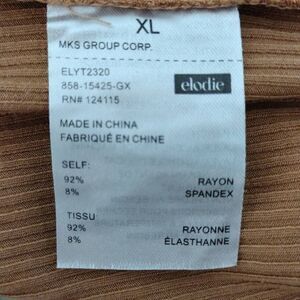 XL
MKS GROUP CORP.
ELYT2320
858-15425-GX
RN# 124115
elodie
MADE IN CHINA
FABRIQUÉ EN CHINE
SELF:
92% RAYON
8% SPANDEX
TISSU
92% RAYONNE
8% ÉLASTHANNE